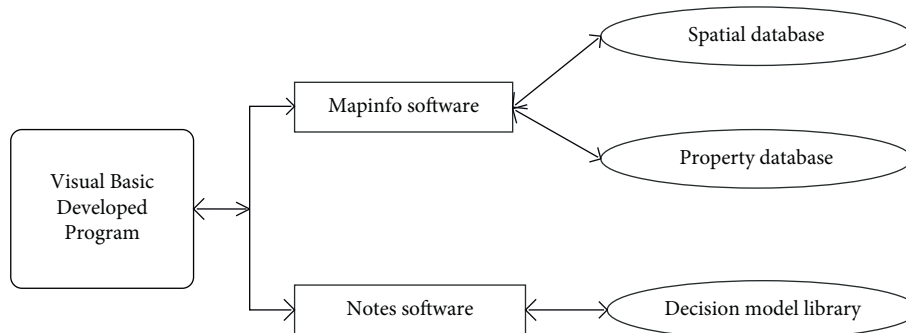 Visual Basic
Developed
Program
Mapinfo software
Notes software
Spatial database
Property database
Decision model library